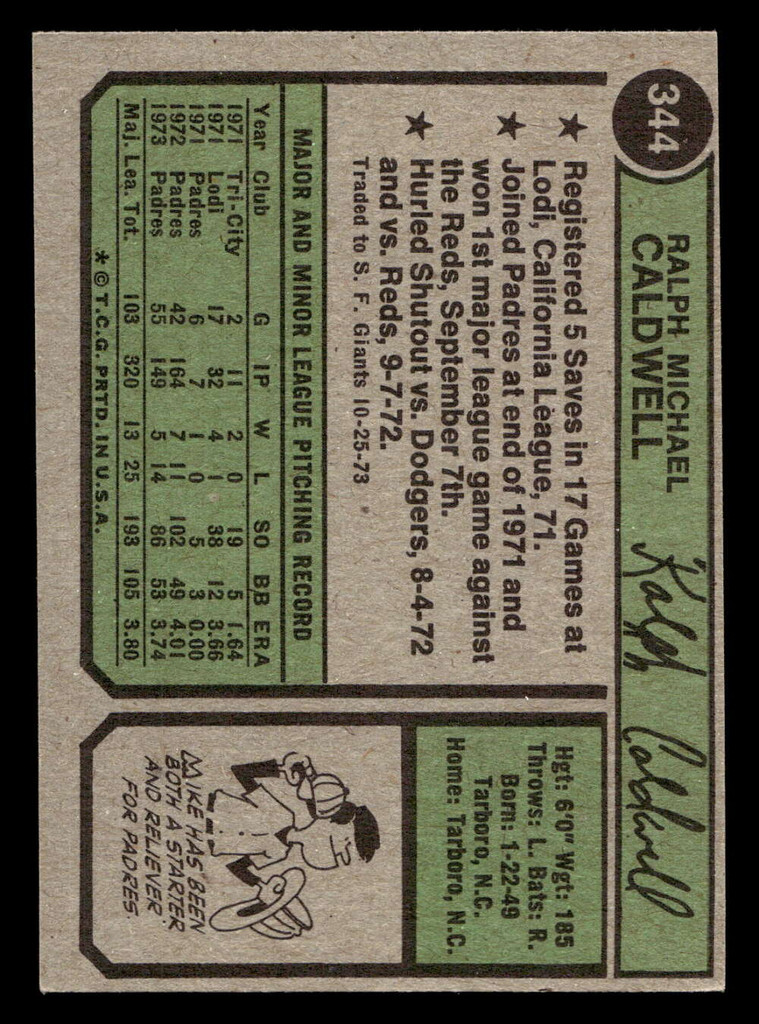 344
RALPH MICHAEL
CALDWELL
Ralph Caldwell
★ Registered 5 Saves in 17 Games at
Lodi, California League, 71.
★ Joined Padres at end of 1971 and
won 1st major league game against
the Reds, September 7th.
★ Hurled Shutout vs. Dodgers, 8-4-72
and vs. Reds, 9-7-72.
Traded to S. F. Giants 10-25-73
MAJOR AND MINOR LEAGUE PITCHING RECORD
Year Club G IP W L SO BB ERA
1971 Tri-City 2 11 2 0 19 5 1.64
1971 Lodi 17 32 4 1 38 12 3.66
1971 Padres 6 7 1 0 5 3 0.00
1972 Padres 42 164 7 11 102 49 4.01
1973 Padres 55 149 5 14 86 53 3.74
Maj. Lea. Tot. 103 320 13 25 193 105 3.80
* © T.C.G. PRTD. IN U.S.A.
Hgt: 6'0" Wgt: 185
Throws: L. Bats: R.
Born: 1-22-49
Tarboro, N.C.
Home: Tarboro, N.C.
MIKE HAS BEEN
BOTH A STARTER
AND RELIEVER
FOR PADRES